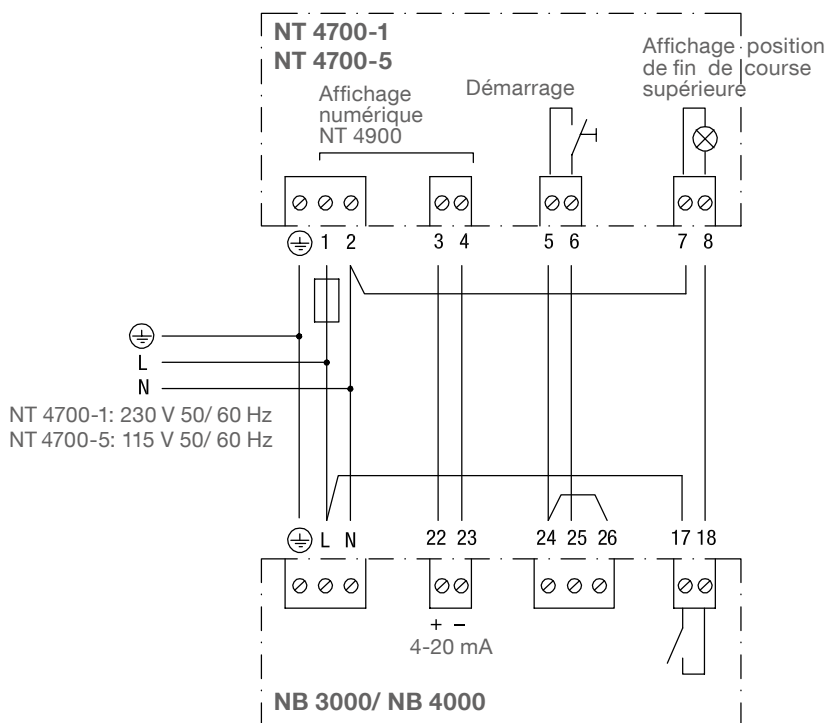 NT 4700-1
NT 4700-5
Affichage position
de fin de course
supérieure
Affichage
numérique
NT 4900
Démarrage
1 2 3 4 5 6 7 8
L
N
NT 4700-1: 230 V 50/ 60 Hz
NT 4700-5: 115 V 50/ 60 Hz
L N 22 23 24 25 26 17 18
+ –
4-20 mA
NB 3000/ NB 4000